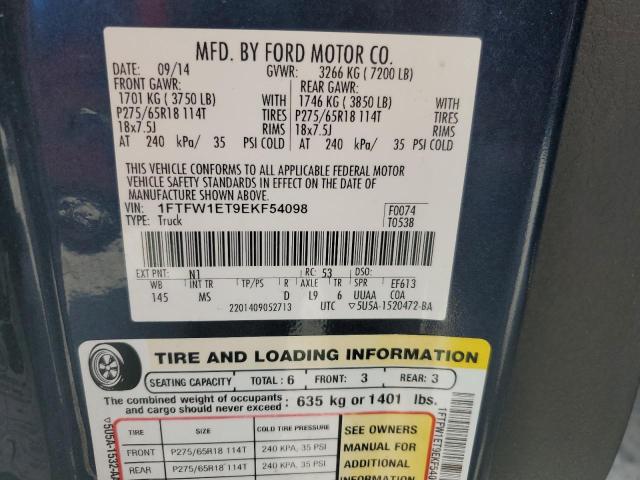 MFD. BY FORD MOTOR CO.
DATE: 09/14 GVWR: 3266 KG ( 7200 LB)
FRONT GAWR: REAR GAWR:
1701 KG ( 3750 LB) WITH 1746 KG ( 3850 LB) WITH
P275/65R18 114T TIRES P275/65R18 114T TIRES
18x7.5J RIMS 18x7.5J RIMS
AT 240 kPa/ 35 PSI COLD AT 240 kPa/ 35 PSI COLD
THIS VEHICLE CONFORMS TO ALL APPLICABLE FEDERAL MOTOR
VEHICLE SAFETY STANDARDS IN EFFECT ON THE DATE OF
MANUFACTURE SHOWN ABOVE.
VIN: 1FTFW1ET9EKF54098 F0074
TYPE: Truck T0538
EXT PNT: N1 RC: 53 DSO:
WB INT TR TP/PS R AXLE TR SPR EF613
145 MS D L9 6 UUAA COA
2201409052713 UTC ▽5U5A-1520472-BA
TIRE AND LOADING INFORMATION
SEATING CAPACITY TOTAL: 6 FRONT: 3 REAR: 3
The combined weight of occupants and cargo should never exceed: 635 kg or 1401 lbs.
TIRE SIZE COLD TIRE PRESSURE
FRONT P275/65R18 114T 240 KPA, 35 PSI
REAR P275/65R18 114T 240 KPA, 35 PSI
SEE OWNERS
MANUAL FOR
ADDITIONAL